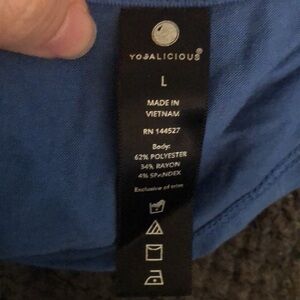 YOGALICIOUS®
L
MADE IN
VIETNAM
RN 144527
Body:
62% POLYESTER
34% RAYON
4% SPANDEX
Exclusive of trim